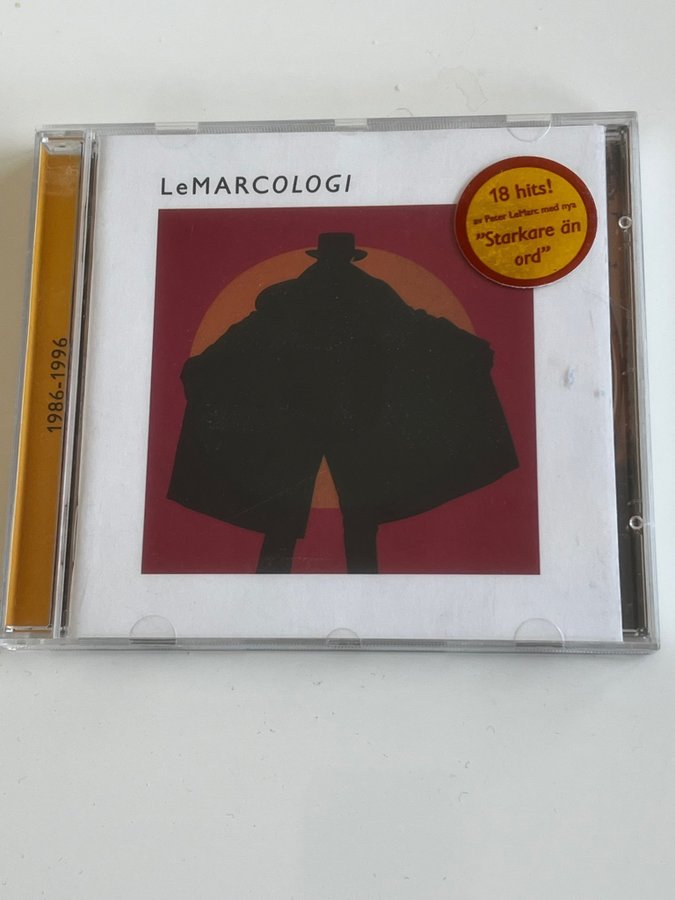 LeMARCOLOGI
18 hits!
av Peter LeMarc med nya
"Starkare än
ord"
1986-1996